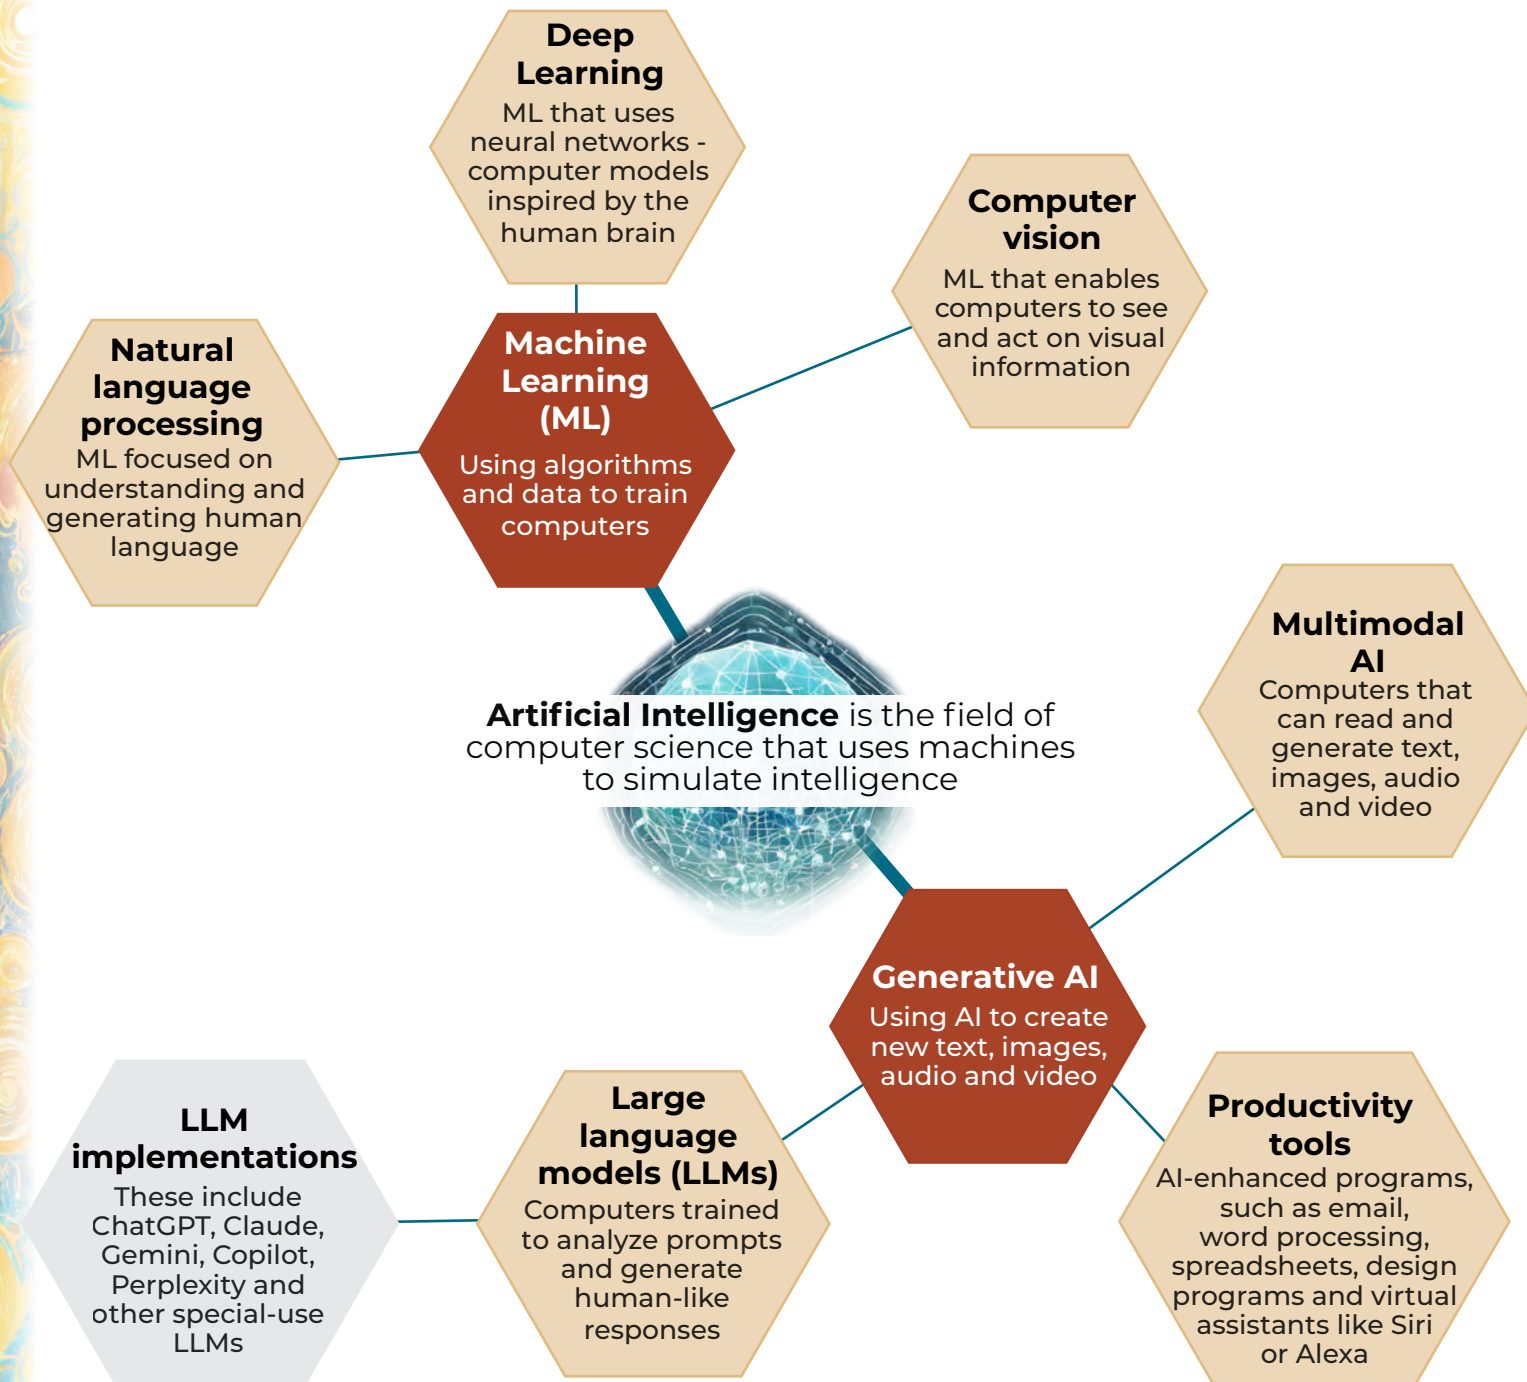 Deep
Learning
ML that uses
neural networks -
computer models
inspired by the
human brain
Computer
vision
ML that enables
computers to see
and act on visual
information
Natural
language
processing
ML focused on
understanding and
generating human
language
Machine
Learning
(ML)
Using algorithms
and data to train
computers
Artificial Intelligence is the field of
computer science that uses machines
to simulate intelligence
Multimodal
AI
Computers that
can read and
generate text,
images, audio
and video
Generative AI
Using AI to create
new text, images,
audio and video
LLM
implementations
These include
ChatGPT, Claude,
Gemini, Copilot,
Perplexity and
other special-use
LLMs
Large
language
models (LLMs)
Computers trained
to analyze prompts
and generate
human-like
responses
Productivity
tools
AI-enhanced programs,
such as email,
word processing,
spreadsheets, design
programs and virtual
assistants like Siri
or Alexa